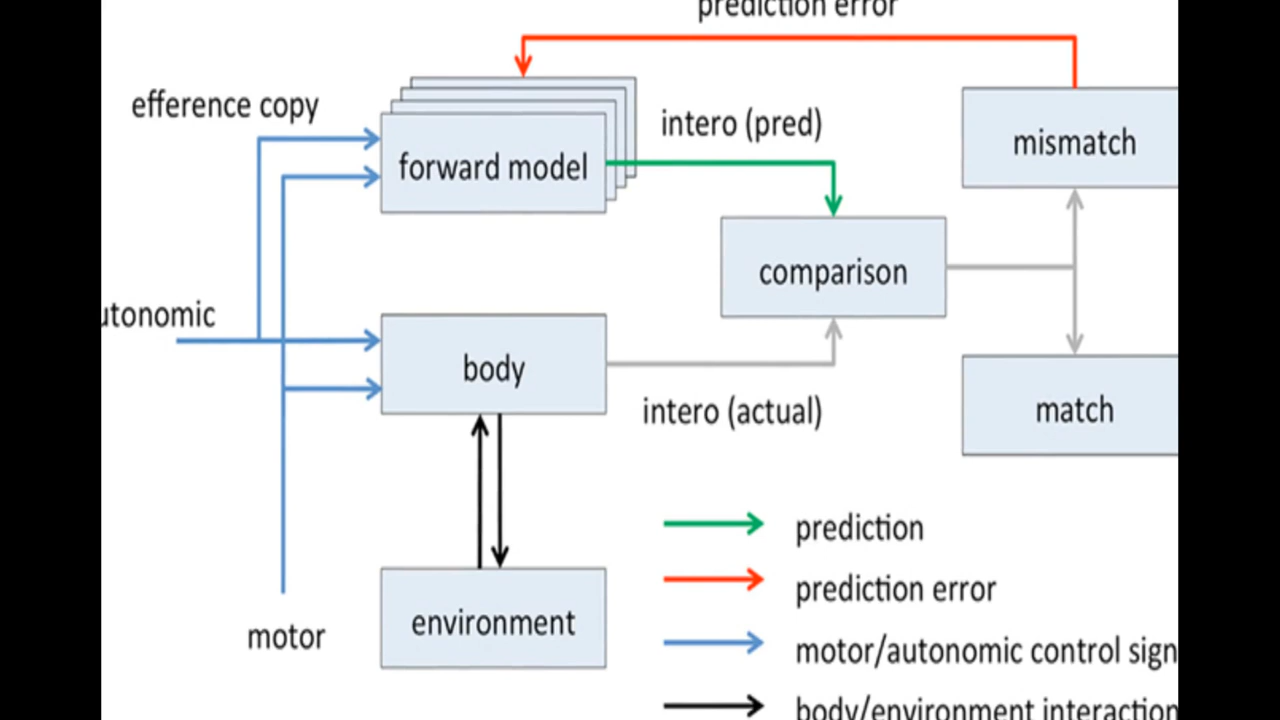 prediction error
efference copy
intero (pred)
mismatch
forward model
comparison
utonomic
body
intero (actual)
match
prediction
prediction error
environment
motor
motor/autonomic control sign
body/environment interaction